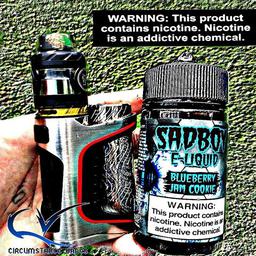 WARNING: This product
contains nicotine. Nicotine
is an addictive chemical.
SADBOY
E-LIQUID
BLUEBERRY
JAM COOKIE
WARNING:
This product contains
nicotine. Nicotine is an
addictive chemical.